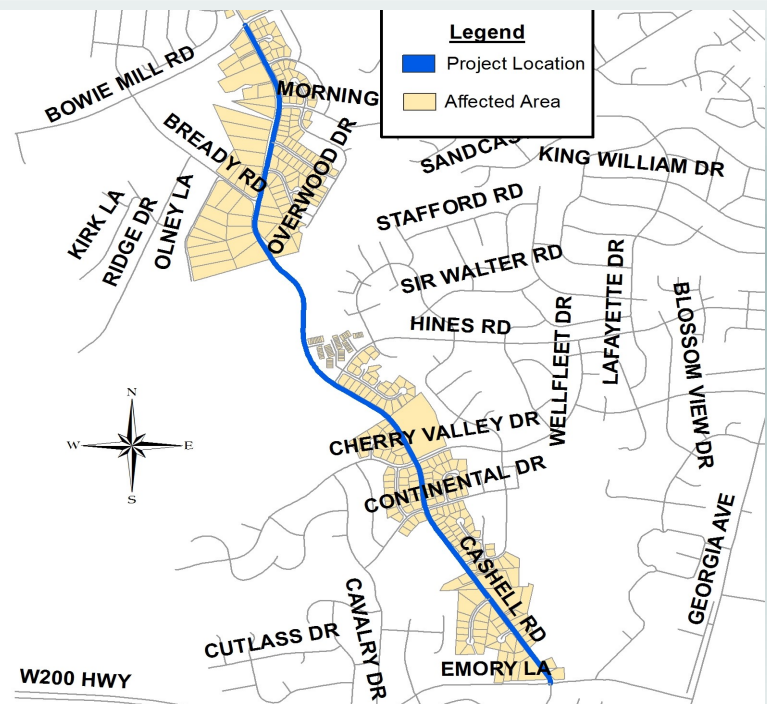 Legend
Project Location
Affected Area
BOWIE MILL RD
MORNING
BREADY RD
OVERWOOD DR
SANDCAS
KING WILLIAM DR
KIRK LA
RIDGE DR
OLNEY LA
STAFFORD RD
SIR WALTER RD
HINES RD
WELLFLEET DR
LAFAYETTE DR
BLOSSOM VIEW DR
N
W
E
S
CHERRY VALLEY DR
CONTINENTAL DR
CASHELL RD
GEORGIA AVE
CAVALRY DR
CUTLASS DR
EMORY LA
W200 HWY